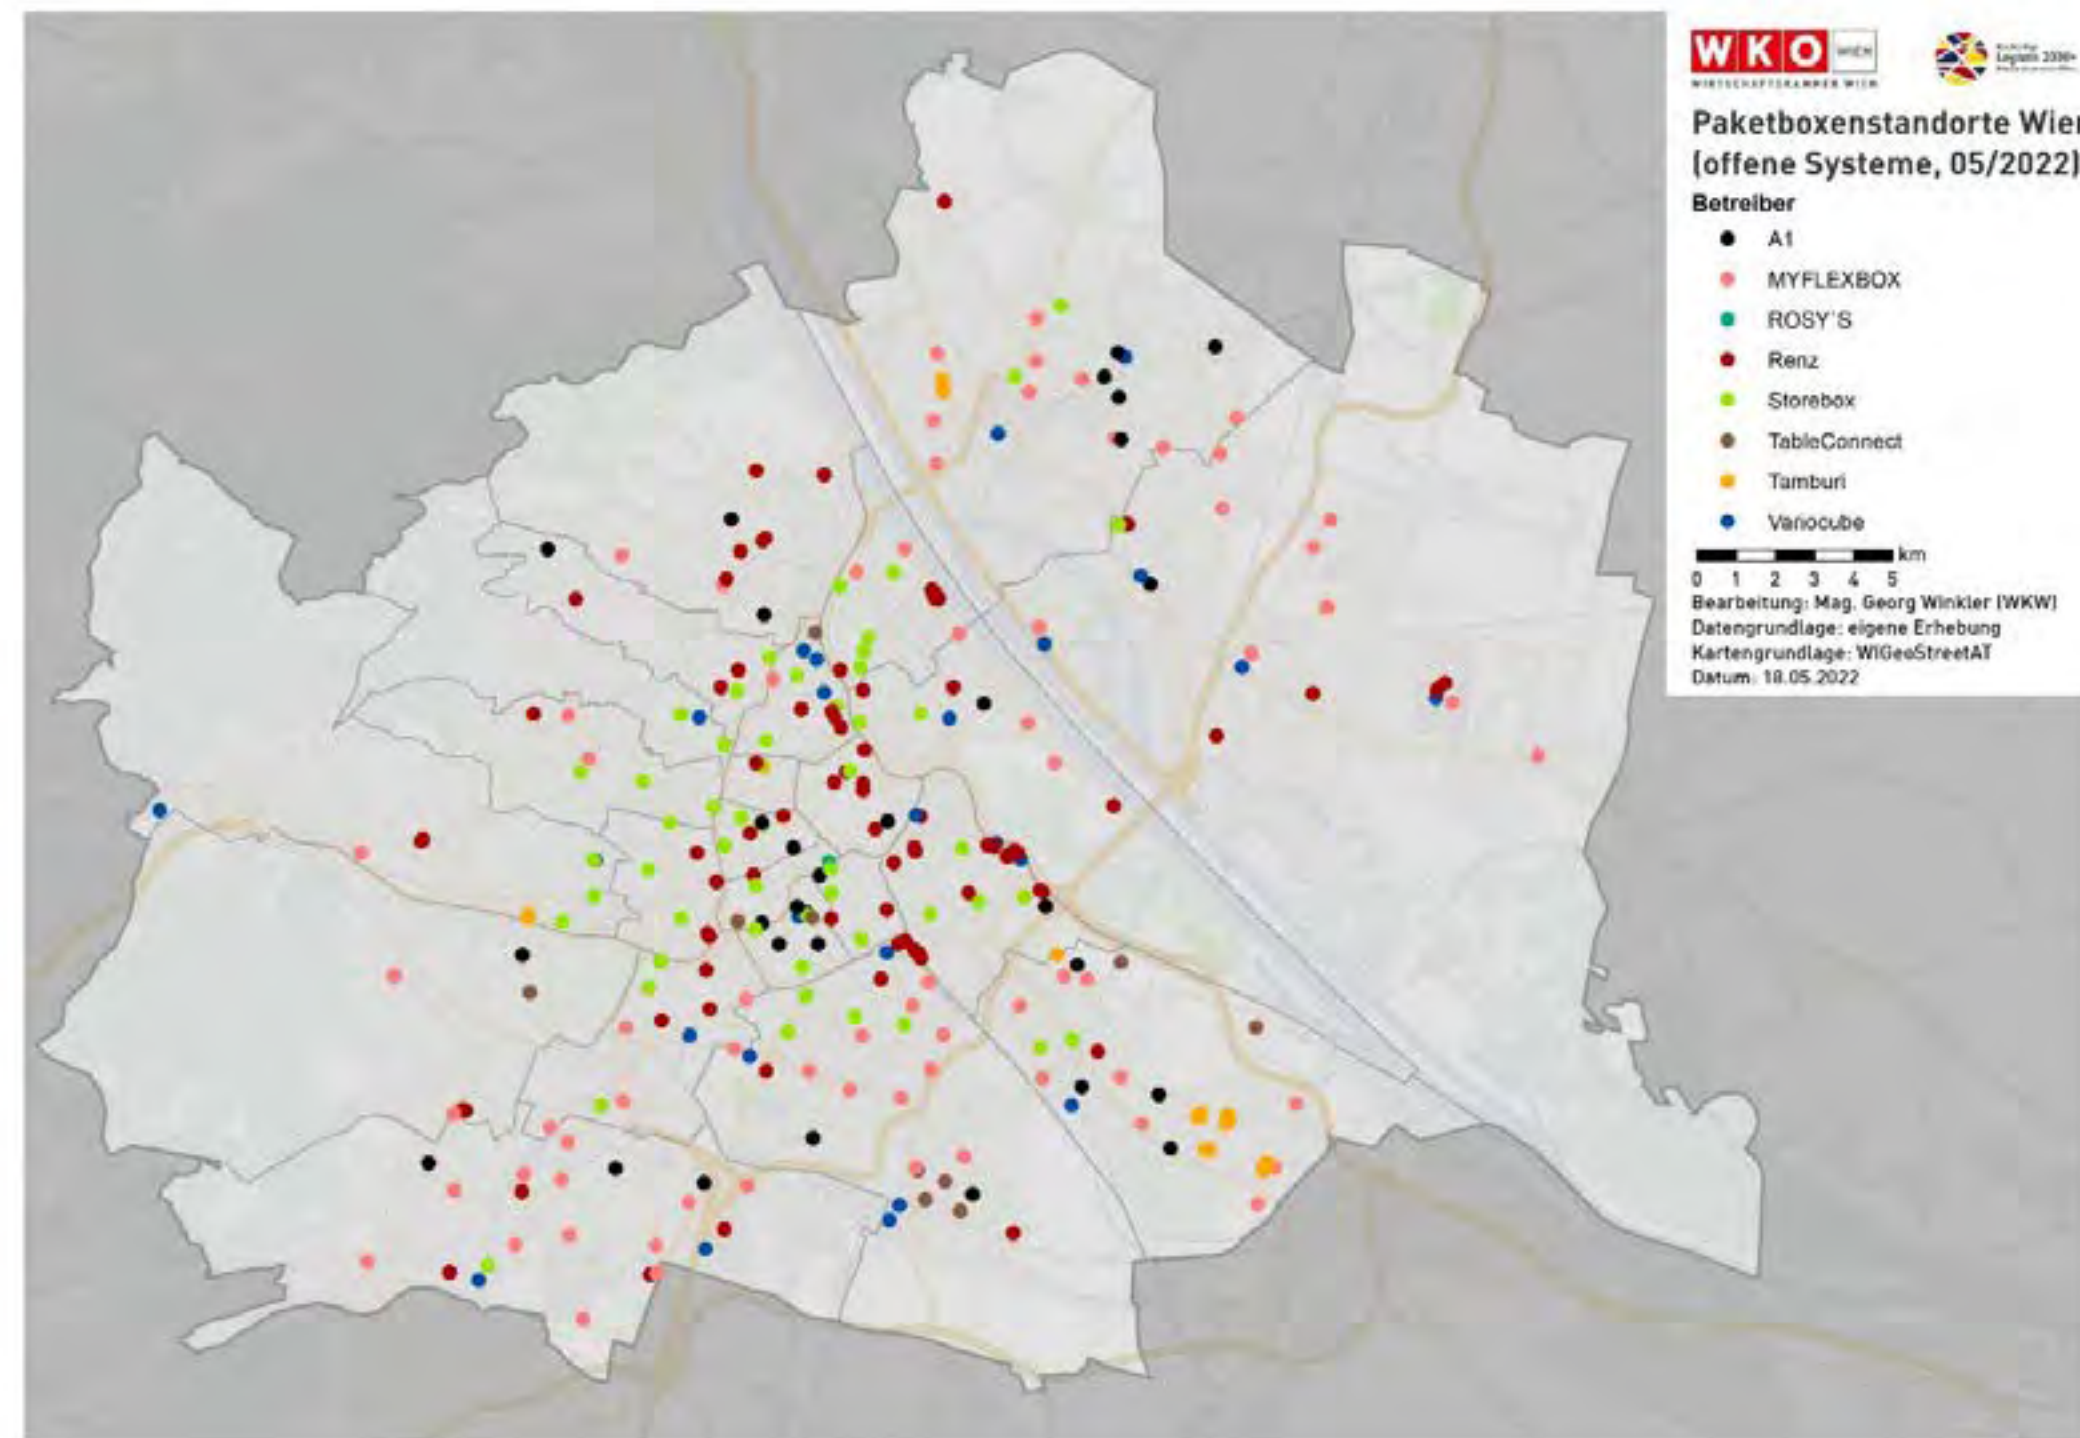 WKO WIEN
WIRTSCHAFTSKAMMER WIEN
Logistik 2030+
Paketboxenstandorte Wien
(offene Systeme, 05/2022)
Betreiber
A1
MYFLEXBOX
ROSY´S
Renz
Storebox
TableConnect
Tamburi
Variocube
km
0 1 2 3 4 5
Bearbeitung: Mag. Georg Winkler (WKW)
Datengrundlage: eigene Erhebung
Kartengrundlage: WIGeoStreetAT
Datum: 18.05.2022